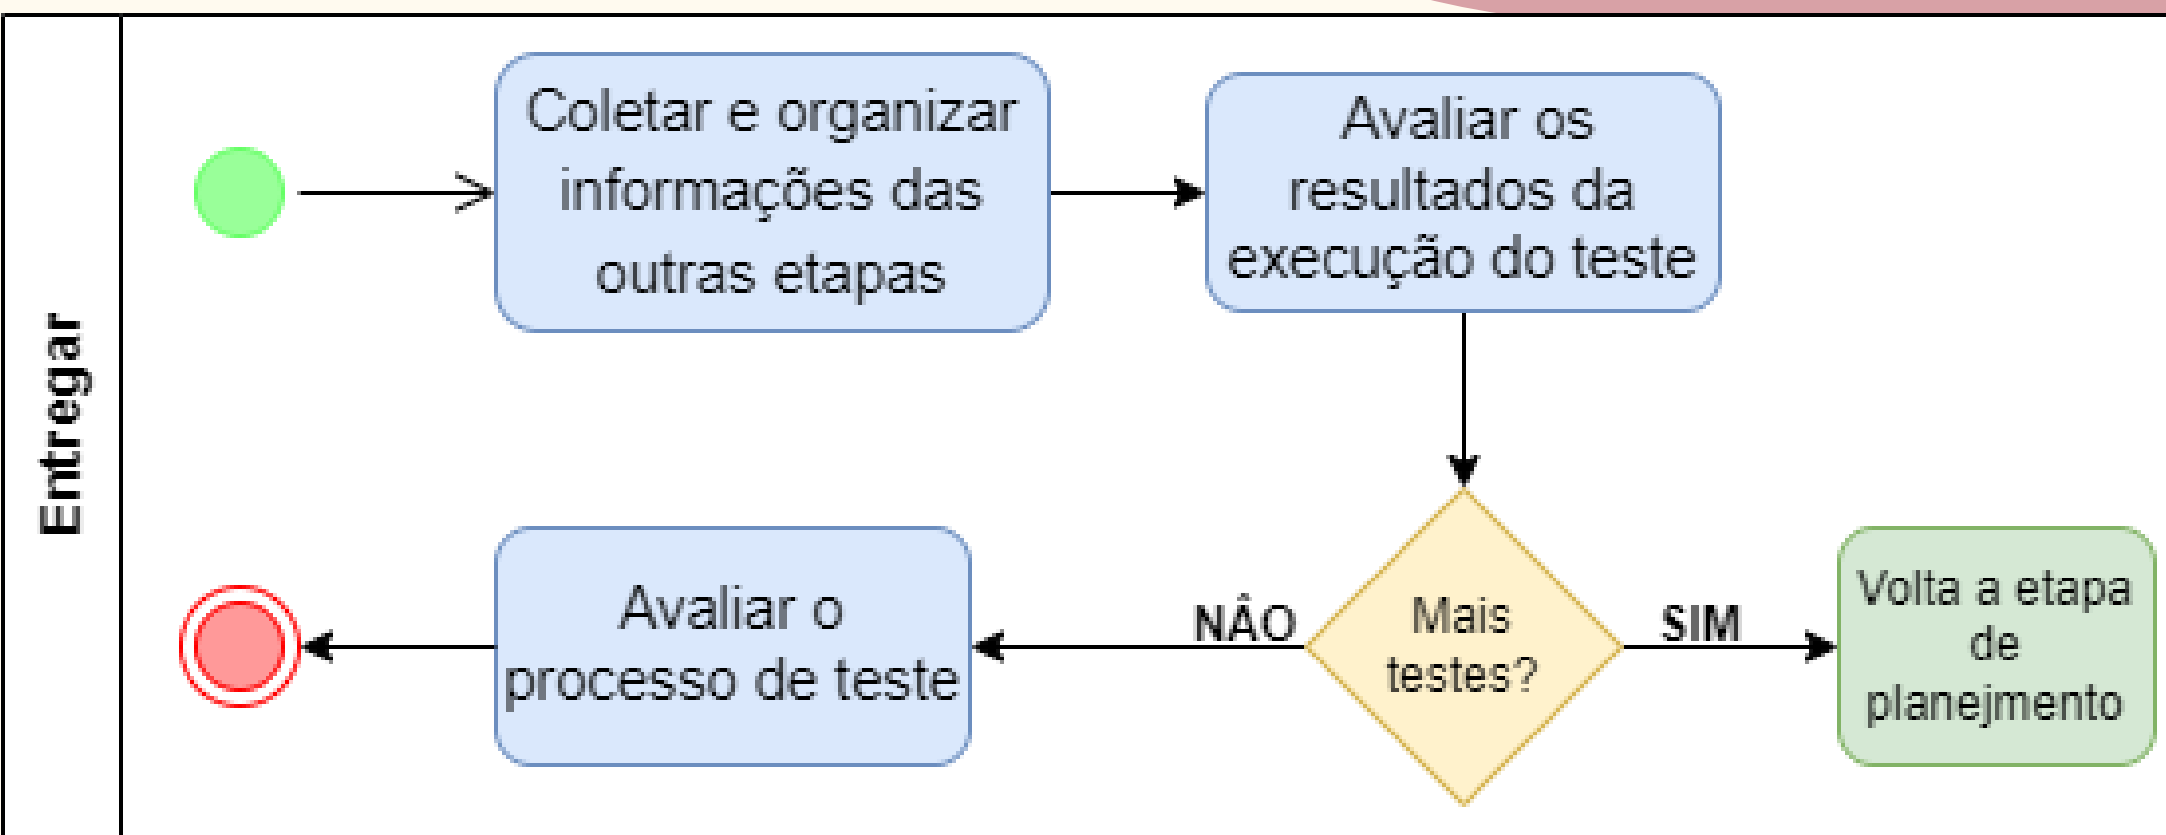 Entregar
Coletar e organizar
informações das
outras etapas
Avaliar os
resultados da
execução do teste
Mais
testes?
SIM
Volta a etapa
de
planejmento
NÃO
Avaliar o
processo de teste